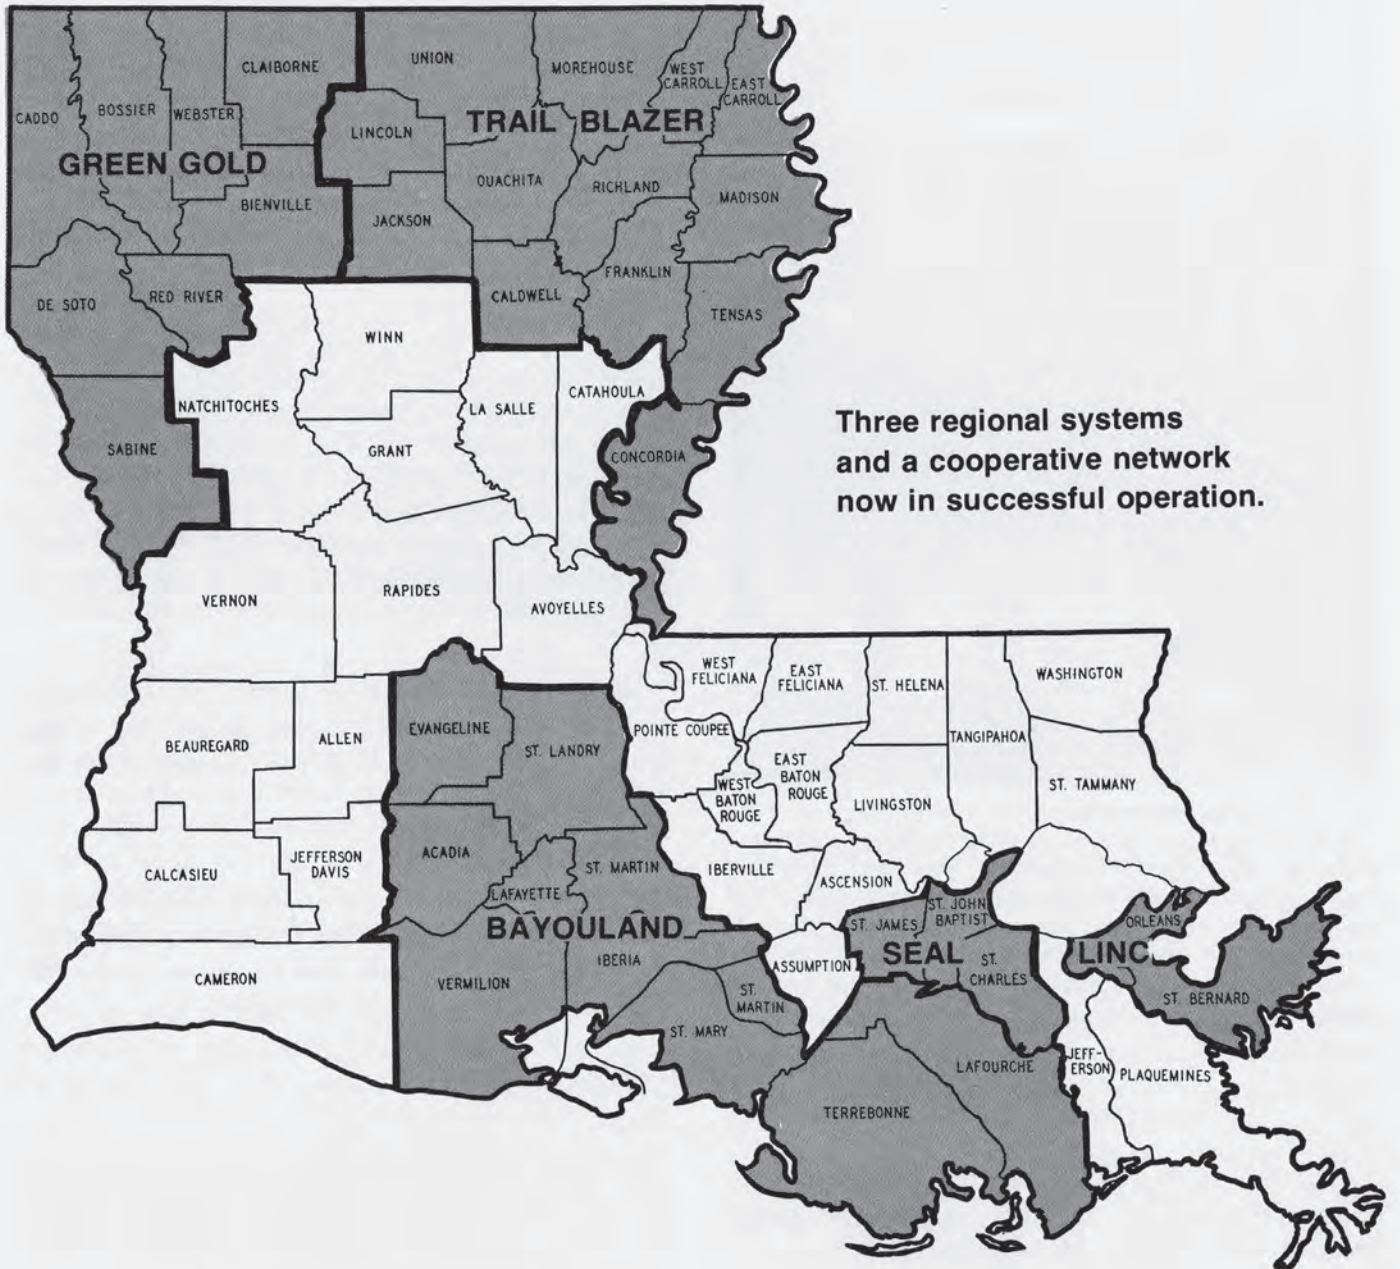 CLAIBORNE
UNION
MOREHOUSE
WEST
CARROLL
EAST
CARROLL
CADDO
BOSSIER
WEBSTER
LINCOLN
TRAIL BLAZER
GREEN GOLD
OUACHITA
RICHLAND
MADISON
BIENVILLE
JACKSON
FRANKLIN
DE SOTO
RED RIVER
CALDWELL
TENSAS
WINN
NATCHITOCHES
LA SALLE
CATAHOULA
SABINE
GRANT
CONCORDIA
Three regional systems
and a cooperative network
now in successful operation.
VERNON
RAPIDES
AVOYELLES
WEST
FELICIANA
EAST
FELICIANA
ST. HELENA
WASHINGTON
EVANGELINE
POINTE COUPEE
TANGIPAHOA
BEAUREGARD
ALLEN
ST. LANDRY
EAST
BATON
ROUGE
WEST
BATON
ROUGE
LIVINGSTON
ST. TAMMANY
CALCASIEU
JEFFERSON
DAVIS
ACADIA
ST. MARTIN
IBERVILLE
ASCENSION
LAFAYETTE
BAYOULAND
ST. JAMES
ST. JOHN
BAPTIST
ORLEANS
SEAL
LINC
CAMERON
VERMILION
IBERIA
ASSUMPTION
ST.
CHARLES
ST.
MARTIN
ST. BERNARD
ST. MARY
LAFOURCHE
JEFF-
ERSON
PLAQUEMINES
TERREBONNE